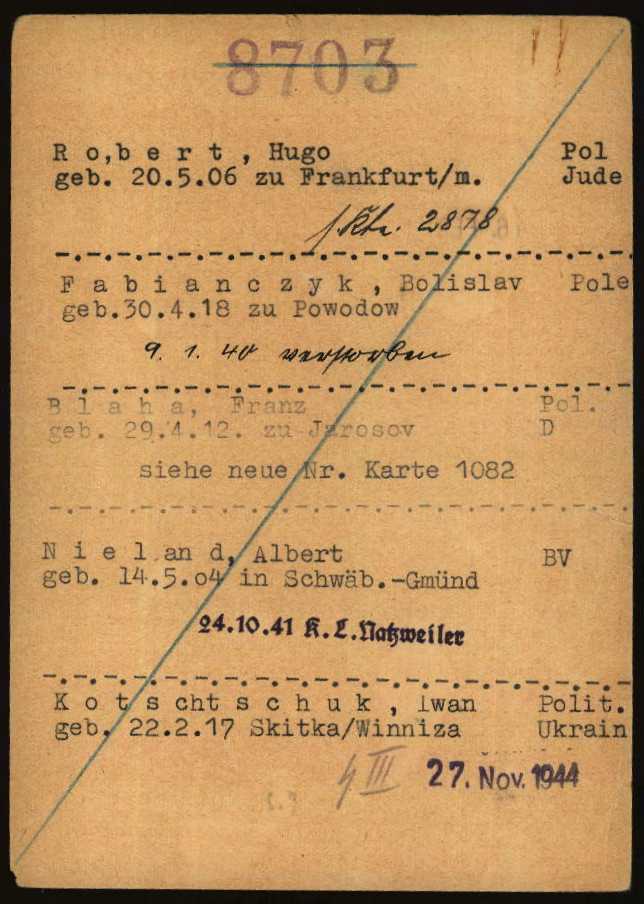 8703
R o,b e r t , Hugo Pol
geb. 20.5.06 zu Frankfurt/m. Jude
s. Ktr. 2878
F a b i a n c z y k , Bolislav Pole
geb.30.4.18 zu Powodow
9. 1. 40 verstorben
B l a h a, Franz Pol.
geb. 29.4.12. zu Jarosov D
siehe neue Nr. Karte 1082
N i e l an d, Albert BV
geb. 14.5.o4 in Schwäb.-Gmünd
24.10.41 K.L.Natzweiler
K o t s cht s c h u k , Iwan Polit.
geb. 22.2.17 Skitka/Winniza Ukrain
III 27. Nov. 1944